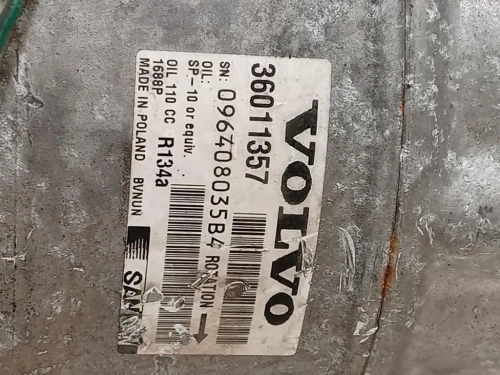 VOLVO
36011357
SN: 096408035B4 ROTATION →
OIL:
SP-10 or equiv.
OIL 110 CC R134a
1688P
MADE IN POLAND BVNUN
SAN